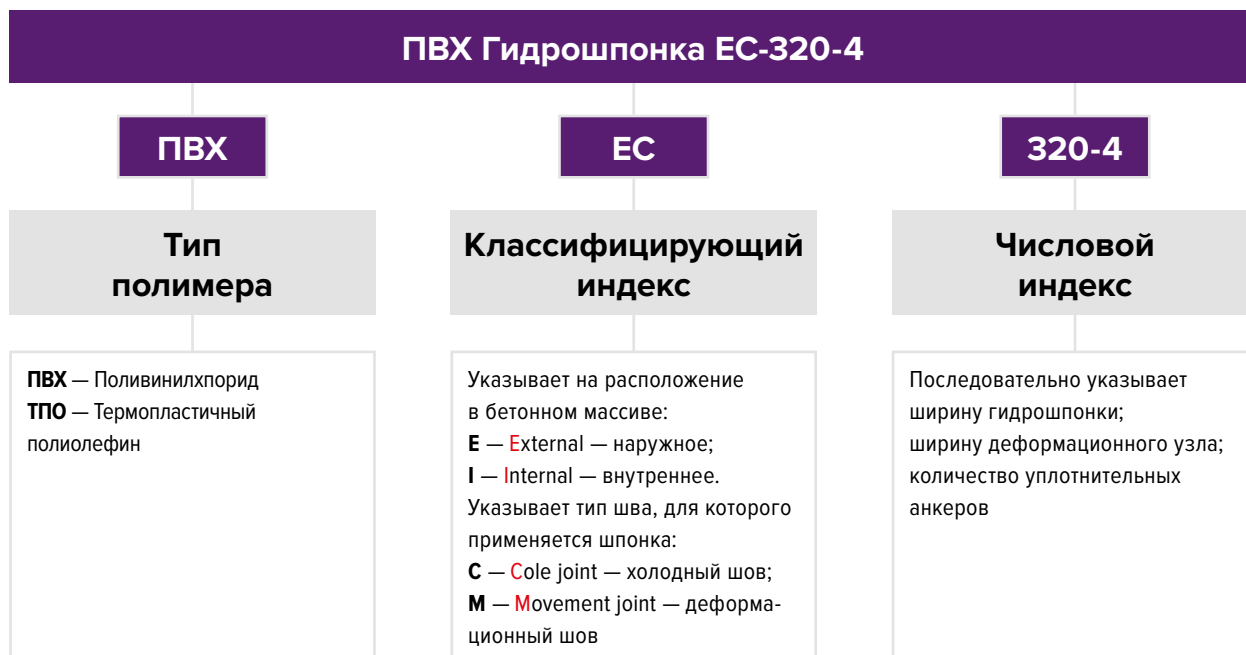 ПВХ Гидрошпонка ЕС-320-4
ПВХ
Тип
полимера
ПВХ — Поливинилхпорид
ТПО — Термопластичный
полиолефин
ЕС
Классифицирующий
индекс
Указывает на расположение
в бетонном массиве:
E — External — наружное;
I — Internal — внутреннее.
Указывает тип шва, для которого
применяется шпонка:
C — Cole joint — холодный шов;
M — Movement joint — деформа-
ционный шов
320-4
Числовой
индекс
Последовательно указывает
ширину гидрошпонки;
ширину деформационного узла;
количество уплотнительных
анкеров